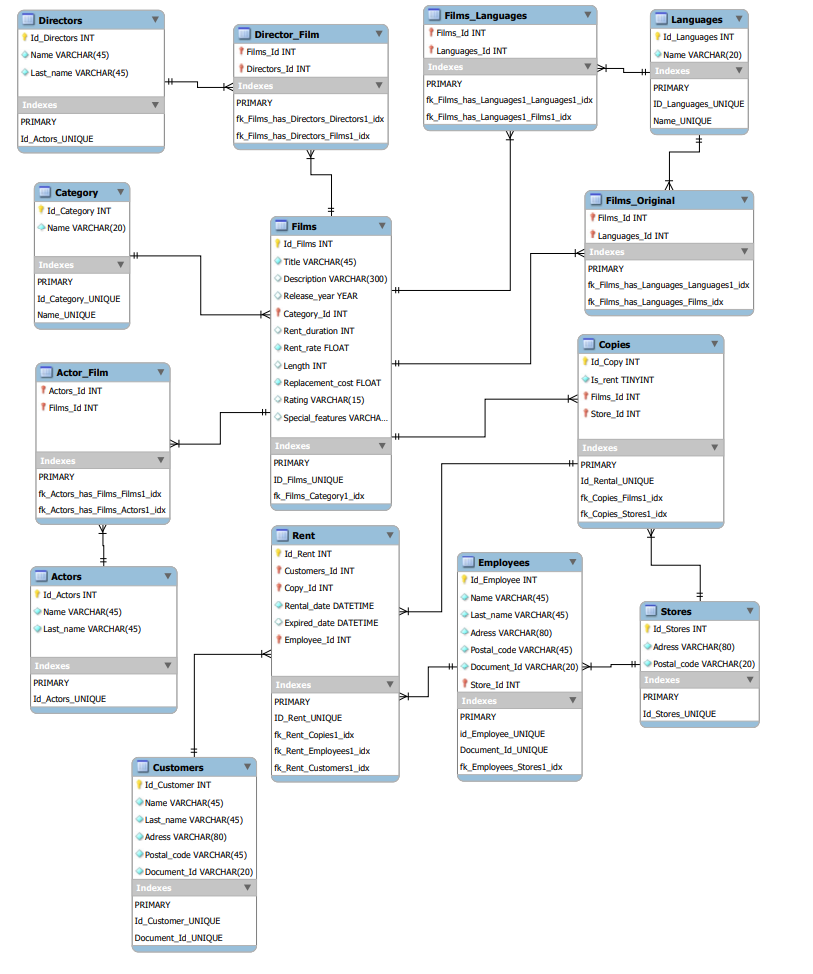 Directors
Id_Directors INT
Name VARCHAR(45)
Last_name VARCHAR(45)
Indexes
PRIMARY
Id_Actors_UNIQUE
Director_Film
Films_Id INT
Directors_Id INT
Indexes
PRIMARY
fk_Films_has_Directors_Directors1_idx
fk_Films_has_Directors_Films1_idx
Films_Languages
Films_Id INT
Languages_Id INT
Indexes
PRIMARY
fk_Films_has_Languages1_Languages1_idx
fk_Films_has_Languages1_Films1_idx
Languages
Id_Languages INT
Name VARCHAR(20)
Indexes
PRIMARY
ID_Languages_UNIQUE
Name_UNIQUE
Category
Id_Category INT
Name VARCHAR(20)
Indexes
PRIMARY
Id_Category_UNIQUE
Name_UNIQUE
Films
Id_Films INT
Title VARCHAR(45)
Description VARCHAR(300)
Release_year YEAR
Category_Id INT
Rent_duration INT
Rent_rate FLOAT
Length INT
Replacement_cost FLOAT
Rating VARCHAR(15)
Special_features VARCHA...
Indexes
PRIMARY
ID_Films_UNIQUE
fk_Films_Category1_idx
Films_Original
Films_Id INT
Languages_Id INT
Indexes
PRIMARY
fk_Films_has_Languages_Languages1_idx
fk_Films_has_Languages_Films_idx
Actor_Film
Actors_Id INT
Films_Id INT
Indexes
PRIMARY
fk_Actors_has_Films_Films1_idx
fk_Actors_has_Films_Actors1_idx
Copies
Id_Copy INT
Is_rent TINYINT
Films_Id INT
Store_Id INT
Indexes
PRIMARY
Id_Rental_UNIQUE
fk_Copies_Films1_idx
fk_Copies_Stores1_idx
Actors
Id_Actors INT
Name VARCHAR(45)
Last_name VARCHAR(45)
Indexes
PRIMARY
Id_Actors_UNIQUE
Rent
Id_Rent INT
Customers_Id INT
Copy_Id INT
Rental_date DATETIME
Expired_date DATETIME
Employee_Id INT
Indexes
PRIMARY
ID_Rent_UNIQUE
fk_Rent_Copies1_idx
fk_Rent_Employees1_idx
fk_Rent_Customers1_idx
Employees
Id_Employee INT
Name VARCHAR(45)
Last_name VARCHAR(45)
Adress VARCHAR(80)
Postal_code VARCHAR(45)
Document_Id VARCHAR(20)
Store_Id INT
Indexes
PRIMARY
id_Employee_UNIQUE
Document_Id_UNIQUE
fk_Employees_Stores1_idx
Stores
Id_Stores INT
Adress VARCHAR(80)
Postal_code VARCHAR(20)
Indexes
PRIMARY
Id_Stores_UNIQUE
Customers
Id_Customer INT
Name VARCHAR(45)
Last_name VARCHAR(45)
Adress VARCHAR(80)
Postal_code VARCHAR(45)
Document_Id VARCHAR(20)
Indexes
PRIMARY
Id_Customer_UNIQUE
Document_Id_UNIQUE